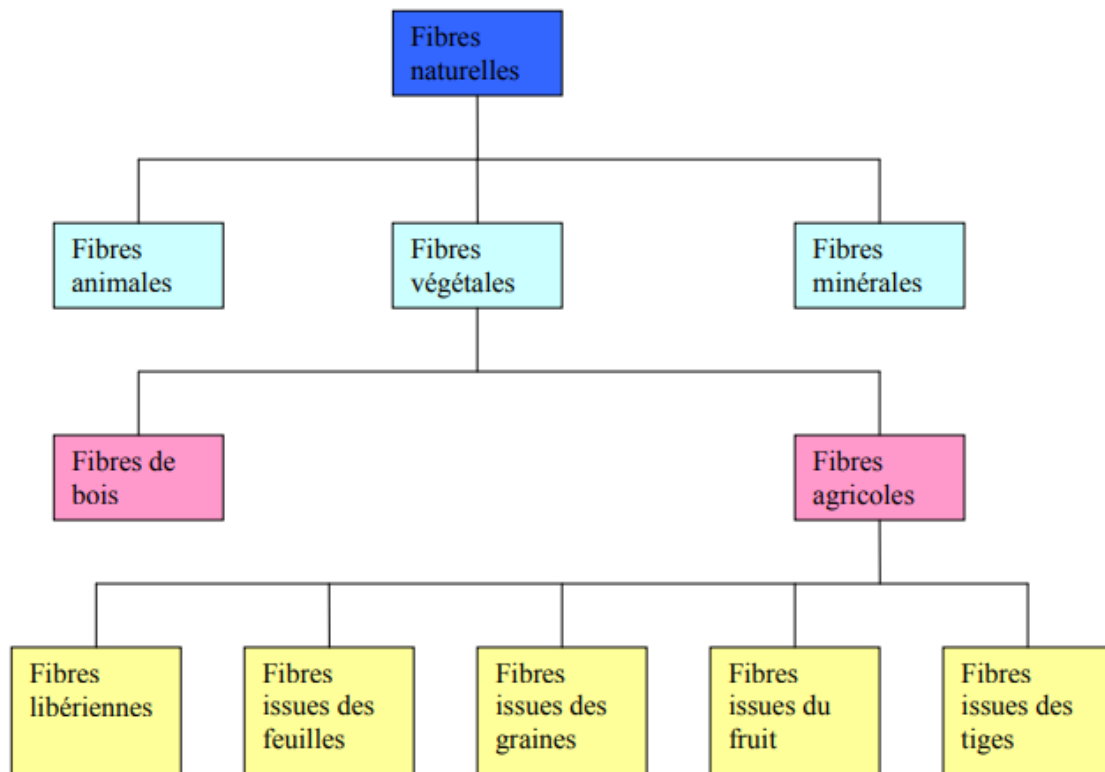 Fibres
naturelles
Fibres
animales
Fibres
végétales
Fibres
minérales
Fibres de
bois
Fibres
agricoles
Fibres
libériennes
Fibres
issues des
feuilles
Fibres
issues des
graines
Fibres
issues du
fruit
Fibres
issues des
tiges